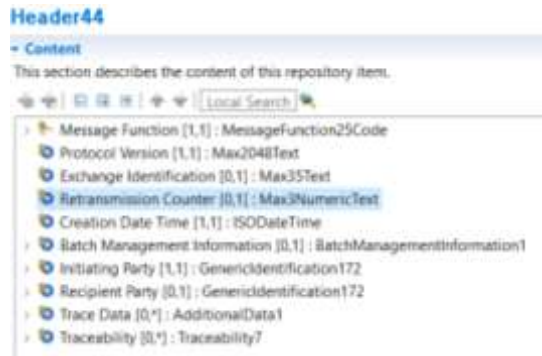 Header44
Content
This section describes the content of this repository item.
Local Search
Message Function [1,1] : MessageFunction25Code
Protocol Version [1,1] : Max2048Text
Exchange Identification [0,1] : Max35Text
Retransmission Counter [0,1] : Max3NumericText
Creation Date Time [1,1] : ISODateTime
Batch Management Information [0,1] : BatchManagementInformation1
Initiating Party [1,1] : GenericIdentification172
Recipient Party [0,1] : GenericIdentification172
Trace Data [0,*] : AdditionalData1
Traceability [0,*] : Traceability7